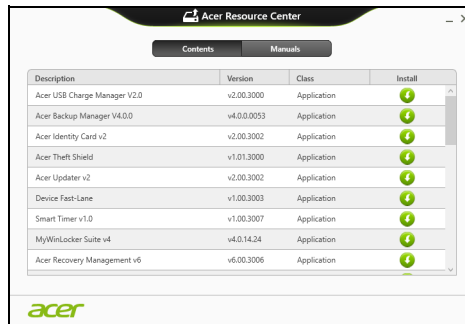 Acer Resource Center
Contents Manuals
Description Version Class Install
Acer USB Charge Manager V2.0 v2.00.3000 Application
Acer Backup Manager V4.0.0 v4.0.0.0053 Application
Acer Identity Card v2 v2.00.3002 Application
Acer Theft Shield v1.01.3000 Application
Acer Updater v2 v2.00.3002 Application
Device Fast-Lane v1.00.3003 Application
Smart Timer v1.0 v1.00.3007 Application
MyWinLocker Suite v4 v4.0.14.24 Application
Acer Recovery Management v6 v6.00.3006 Application
acer